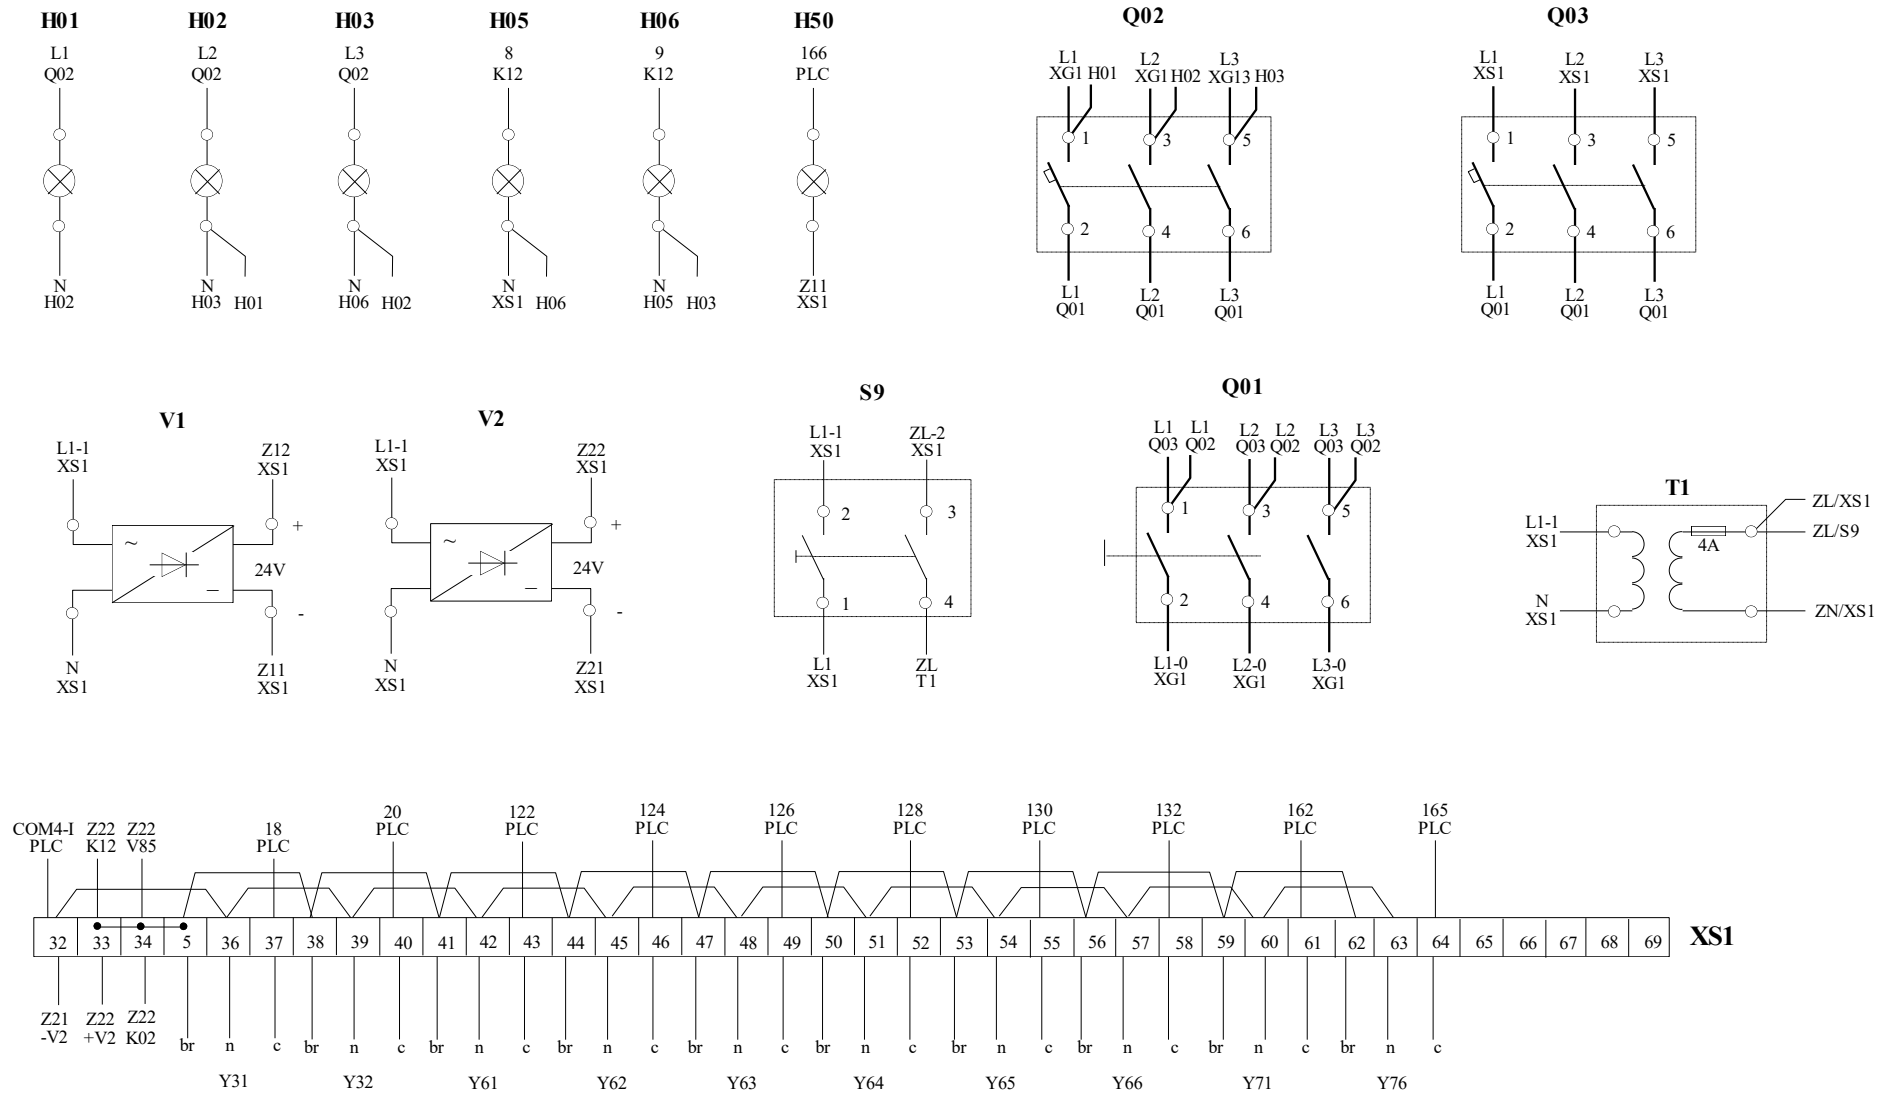 H01 H02 H03 H05 H06 H50 Q02 Q03
L1 L2 L3 8 9 166
Q02 Q02 Q02 K12 K12 PLC
L1 L2 L3 L1 L2 L3
XG1 H01 XG1 H02 XG13 H03 XS1 XS1 XS1
1 3 5 1 3 5
2 4 6 2 4 6
N N N N N Z11
H02 H03 H01 H06 H02 XS1 H06 H05 H03 XS1
L1 L2 L3 L1 L2 L3
Q01 Q01 Q01 Q01 Q01 Q01
V1 V2 S9 Q01 T1
L1-1 Z12 L1-1 Z22 L1-1 ZL-2
XS1 XS1 XS1 XS1 XS1 XS1
L1 L1 L2 L2 L3 L3
Q03 Q02 Q03 Q02 Q03 Q02
~ + ~ + 2 3 1 3 5
24V 24V
- -
1 4 2 4 6
N Z11 N Z21 L1 ZL L1-0 L2-0 L3-0
XS1 XS1 XS1 XS1 XS1 T1 XG1 XG1 XG1
ZL/XS1
L1-1 ZL/S9
XS1 4A
N ZN/XS1
XS1
COM4-I Z22 Z22 18 20 122 124 126 128 130 132 162 165
PLC K12 V85 PLC PLC PLC PLC PLC PLC PLC PLC PLC PLC
32 33 34 5 36 37 38 39 40 41 42 43 44 45 46 47 48 49 50 51 52 53 54 55 56 57 58 59 60 61 62 63 64 65 66 67 68 69 XS1
Z21 Z22 Z22
-V2 +V2 K02 br n c br n c br n c br n c br n c br n c br n c br n c br n c br n c
Y31 Y32 Y61 Y62 Y63 Y64 Y65 Y66 Y71 Y76